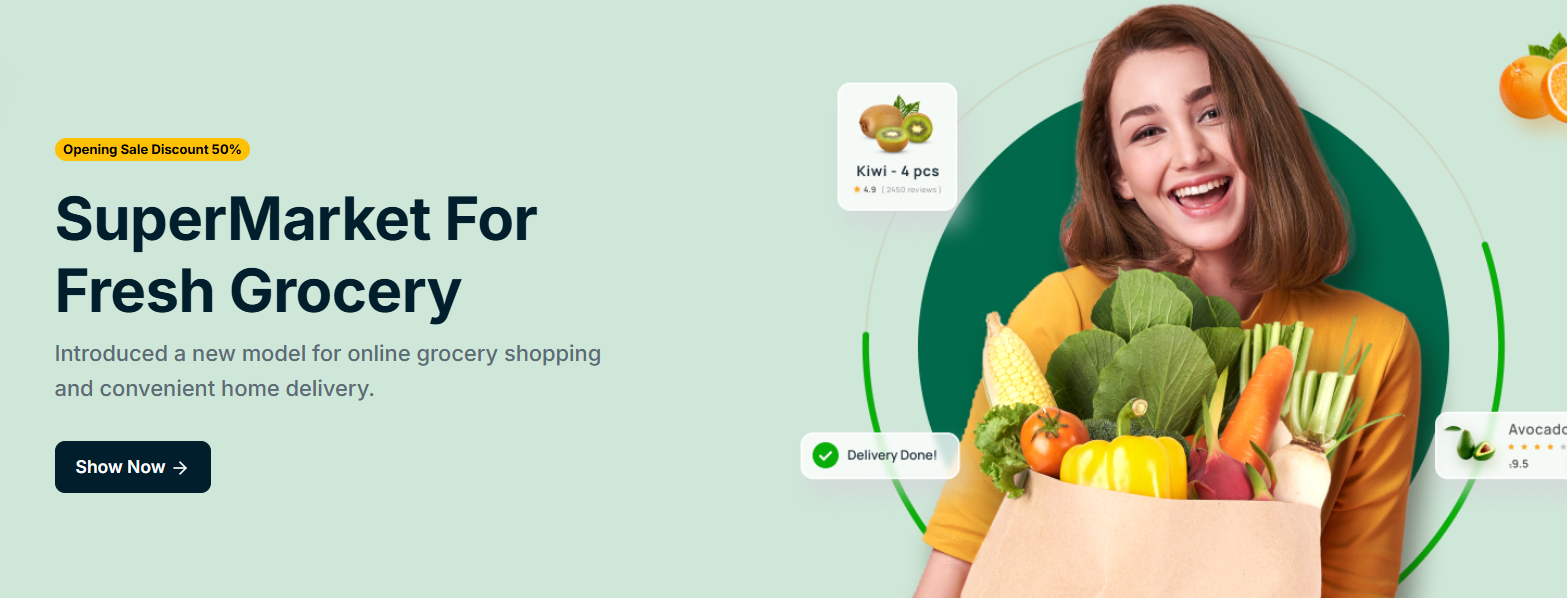 Opening Sale Discount 50%
SuperMarket For
Fresh Grocery
Introduced a new model for online grocery shopping
and convenient home delivery.
Show Now →
Kiwi - 4 pcs
4.9 ( 2450 reviews )
Delivery Done!
Avocado
$9.5